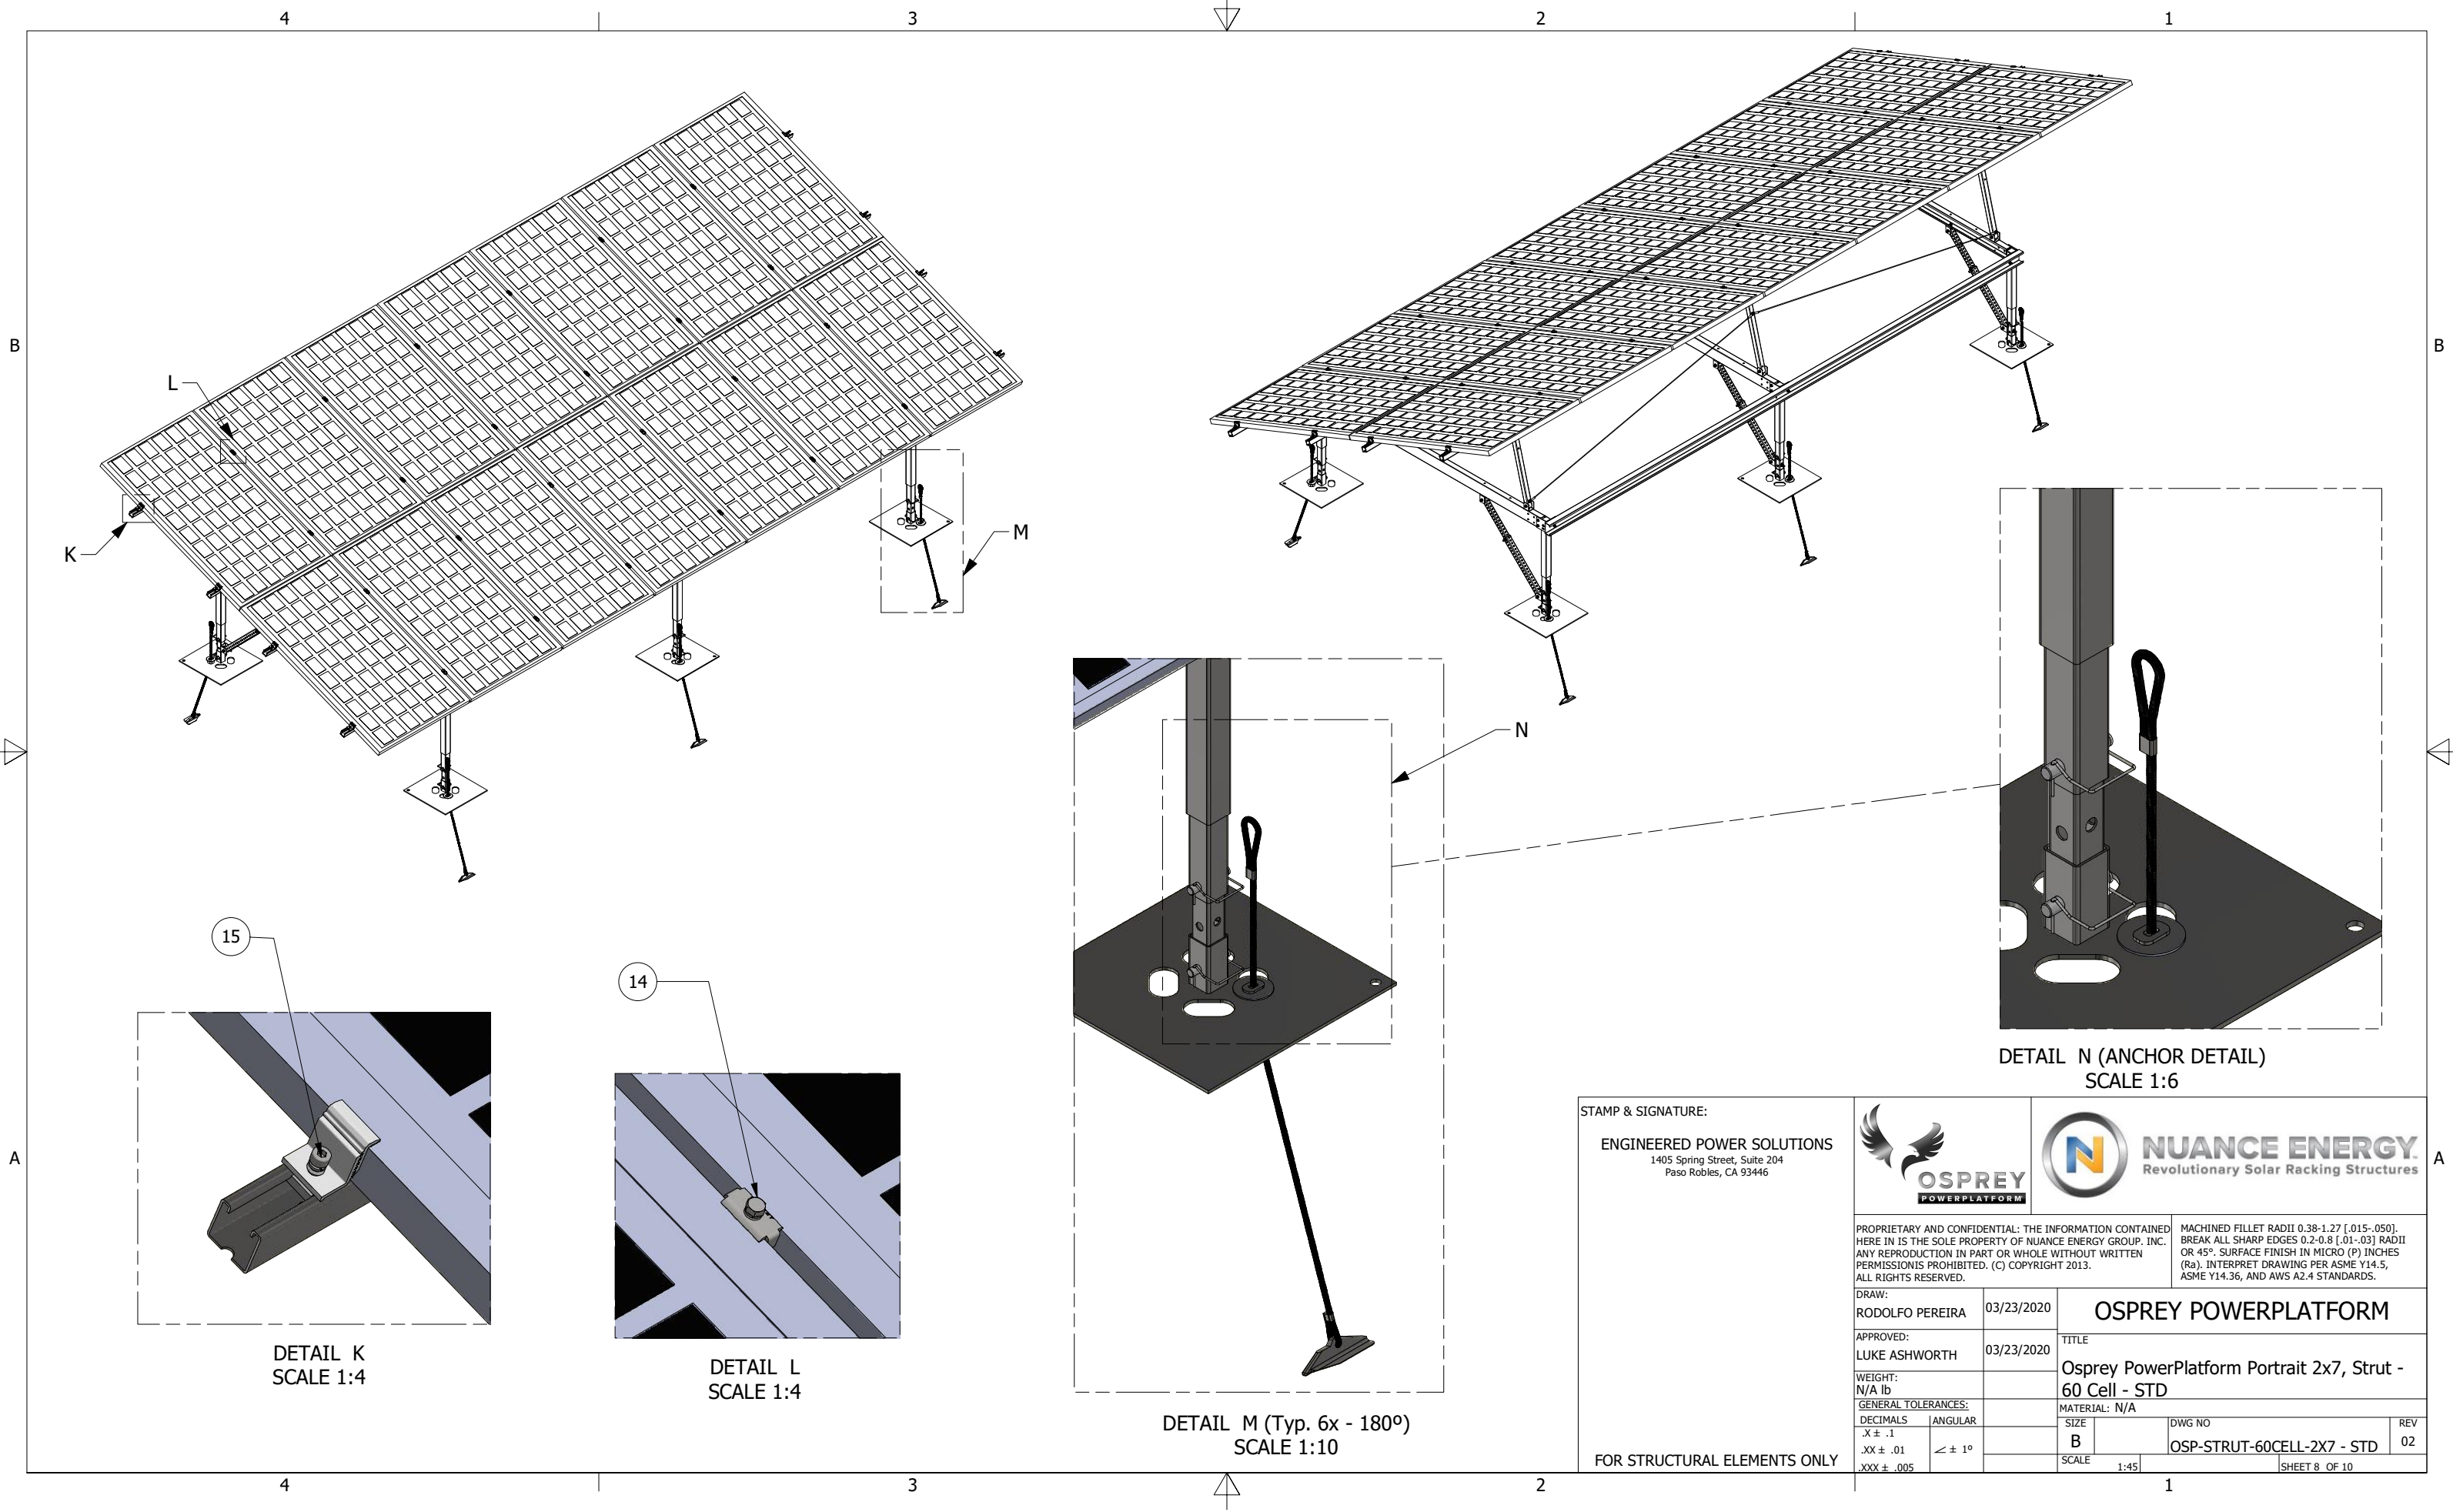 4
3
2
1
B
B
L
K
M
N
15
14
DETAIL N (ANCHOR DETAIL)
SCALE 1:6
A
A
DETAIL K
SCALE 1:4
DETAIL L
SCALE 1:4
DETAIL M (Typ. 6x - 180º)
SCALE 1:10
STAMP & SIGNATURE:
ENGINEERED POWER SOLUTIONS
1405 Spring Street, Suite 204
Paso Robles, CA 93446
FOR STRUCTURAL ELEMENTS ONLY
OSPREY
POWERPLATFORM
N
NUANCE ENERGY
Revolutionary Solar Racking Structures
PROPRIETARY AND CONFIDENTIAL: THE INFORMATION CONTAINED
HERE IN IS THE SOLE PROPERTY OF NUANCE ENERGY GROUP. INC.
ANY REPRODUCTION IN PART OR WHOLE WITHOUT WRITTEN
PERMISSIONIS PROHIBITED. (C) COPYRIGHT 2013.
ALL RIGHTS RESERVED.
MACHINED FILLET RADII 0.38-1.27 [.015-.050].
BREAK ALL SHARP EDGES 0.2-0.8 [.01-.03] RADII
OR 45º. SURFACE FINISH IN MICRO (P) INCHES
(Ra). INTERPRET DRAWING PER ASME Y14.5,
ASME Y14.36, AND AWS A2.4 STANDARDS.
DRAW:
RODOLFO PEREIRA
03/23/2020
APPROVED:
LUKE ASHWORTH
03/23/2020
WEIGHT:
N/A lb
GENERAL TOLERANCES:
DECIMALS
ANGULAR
.X ± .1
.XX ± .01
.XXX ± .005
∠ ± 1º
OSPREY POWERPLATFORM
TITLE
Osprey PowerPlatform Portrait 2x7, Strut -
60 Cell - STD
MATERIAL: N/A
SIZE
B
DWG NO
OSP-STRUT-60CELL-2X7 - STD
REV
02
SCALE
1:45
SHEET 8 OF 10
4
3
2
1